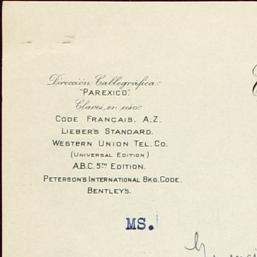 Dirección Cablegráfica:
"PAREXICO."
Claves en uso:
CODE FRANÇAIS. A.Z.
LIEBER'S STANDARD.
WESTERN UNION TEL. CO.
(UNIVERSAL EDITION)
A.B.C. 5TH EDITION.
PETERSON'S INTERNATIONAL BKG. CODE.
BENTLEY'S.
MS.